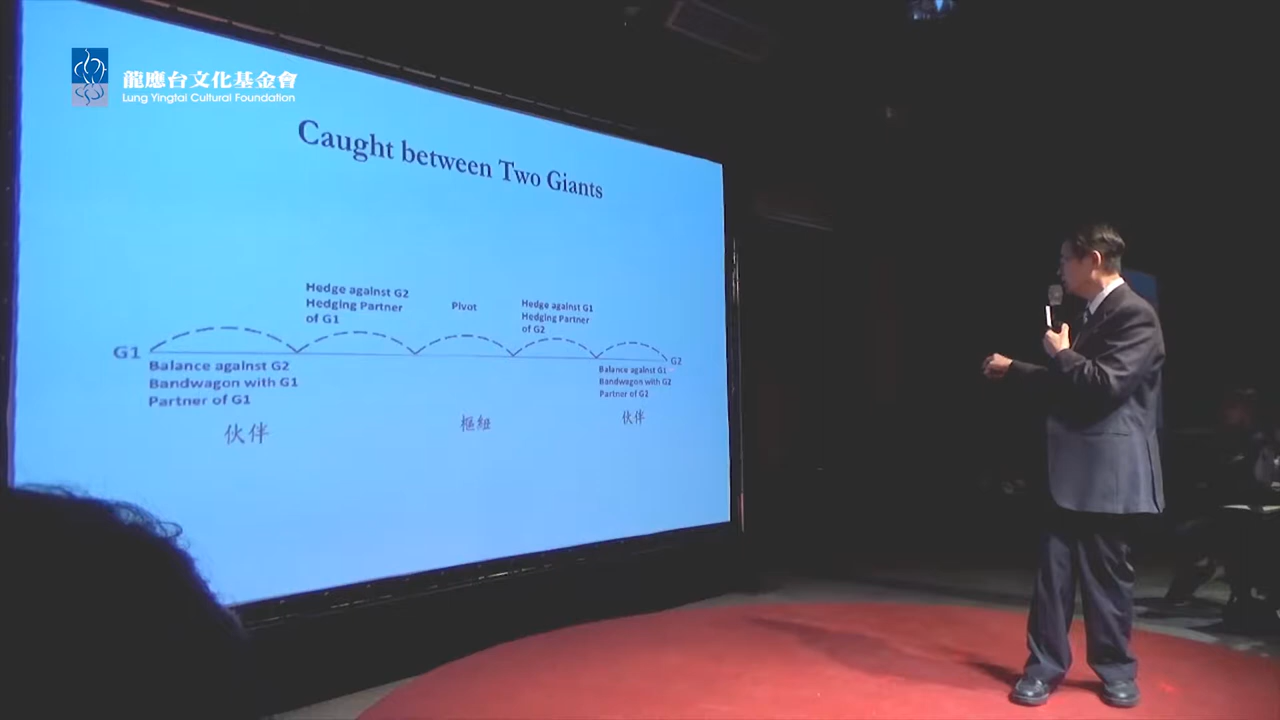 龍應台文化基金會
Lung Yingtai Cultural Foundation
Caught between Two Giants
Hedge against G2
Hedging Partner
of G1
Pivot
Hedge against G1
Hedging Partner
of G2
G1
G2
Balance against G2
Bandwagon with G1
Partner of G1
Balance against G1
Bandwagon with G2
Partner of G2
伙伴
樞紐
伙伴